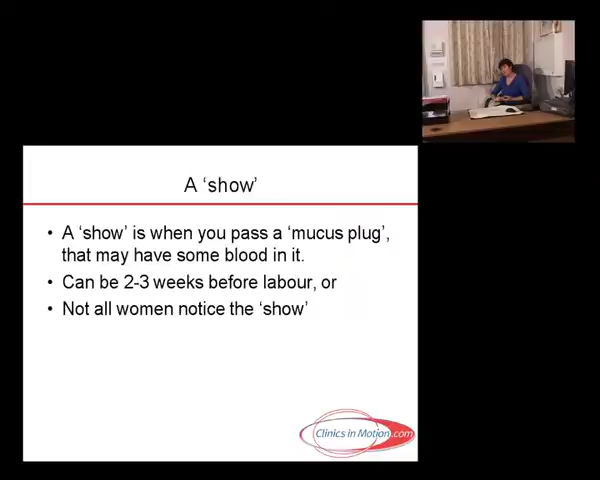 A ‘show’
• A ‘show’ is when you pass a ‘mucus plug’,
that may have some blood in it.
• Can be 2-3 weeks before labour, or
• Not all women notice the ‘show’
Clinics in Motion.com